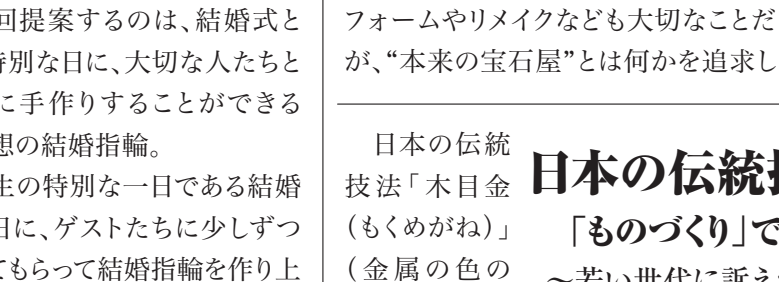 回提案するのは、結婚式と
特別な日に、大切な人たちと
に手作りすることができる
想の結婚指輪。
生の特別な一日である結婚
日に、ゲストたちに少しずつ
てもらって結婚指輪を作り上
フォームやリメイクなども大切なことだ
が、“本来の宝石屋”とは何かを追求し
日本の伝統技
「ものづくり」で
〜若い世代に訴え
日本の伝統
技法「木目金
(もくめがね)」
(金属の色の